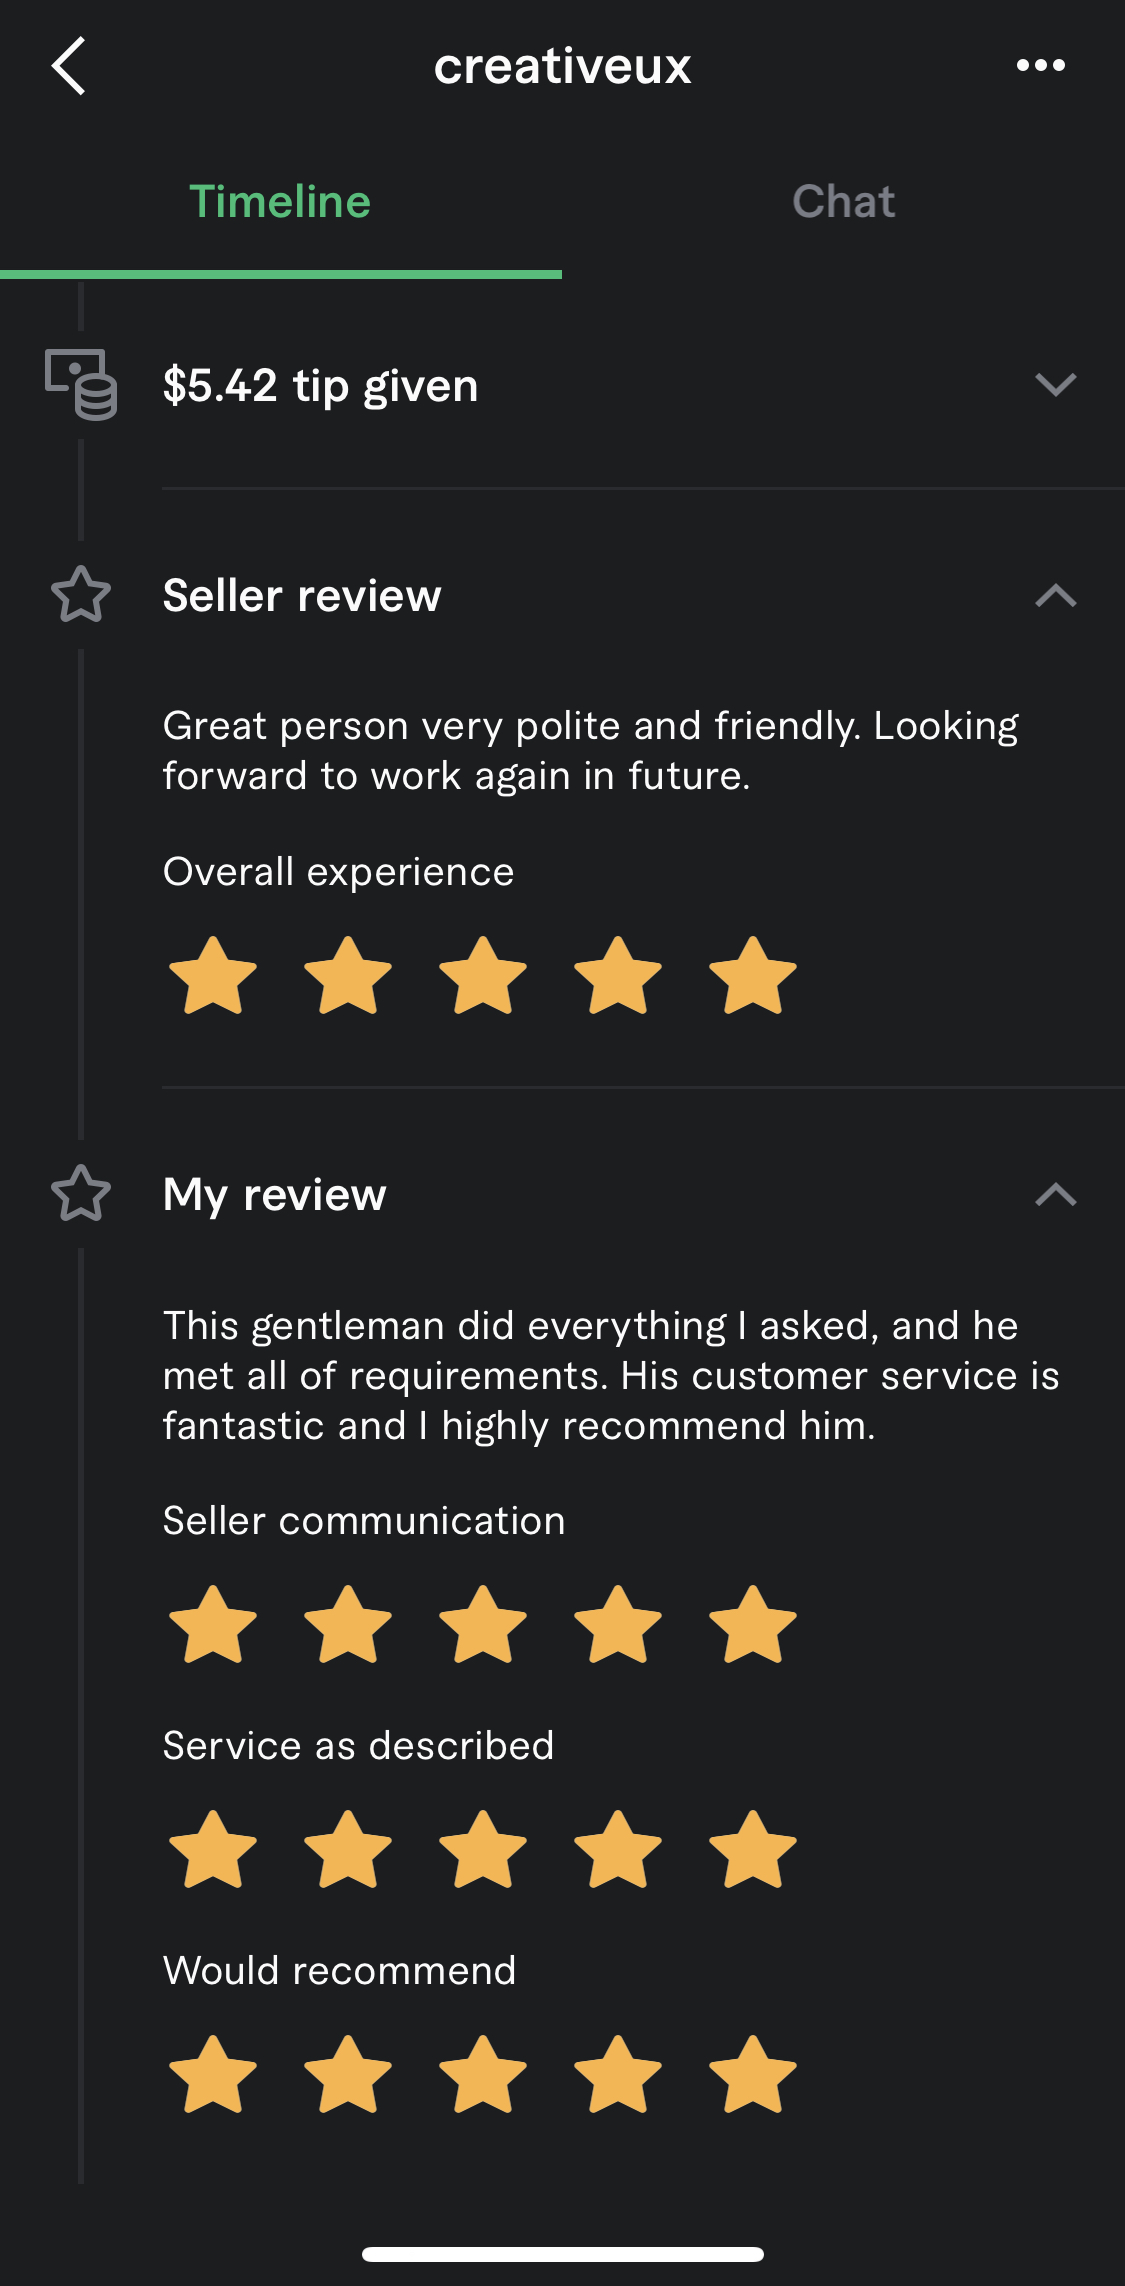 creativeux
Timeline
Chat
$5.42 tip given
Seller review
Great person very polite and friendly. Looking
forward to work again in future.
Overall experience
My review
This gentleman did everything I asked, and he
met all of requirements. His customer service is
fantastic and I highly recommend him.
Seller communication
Service as described
Would recommend